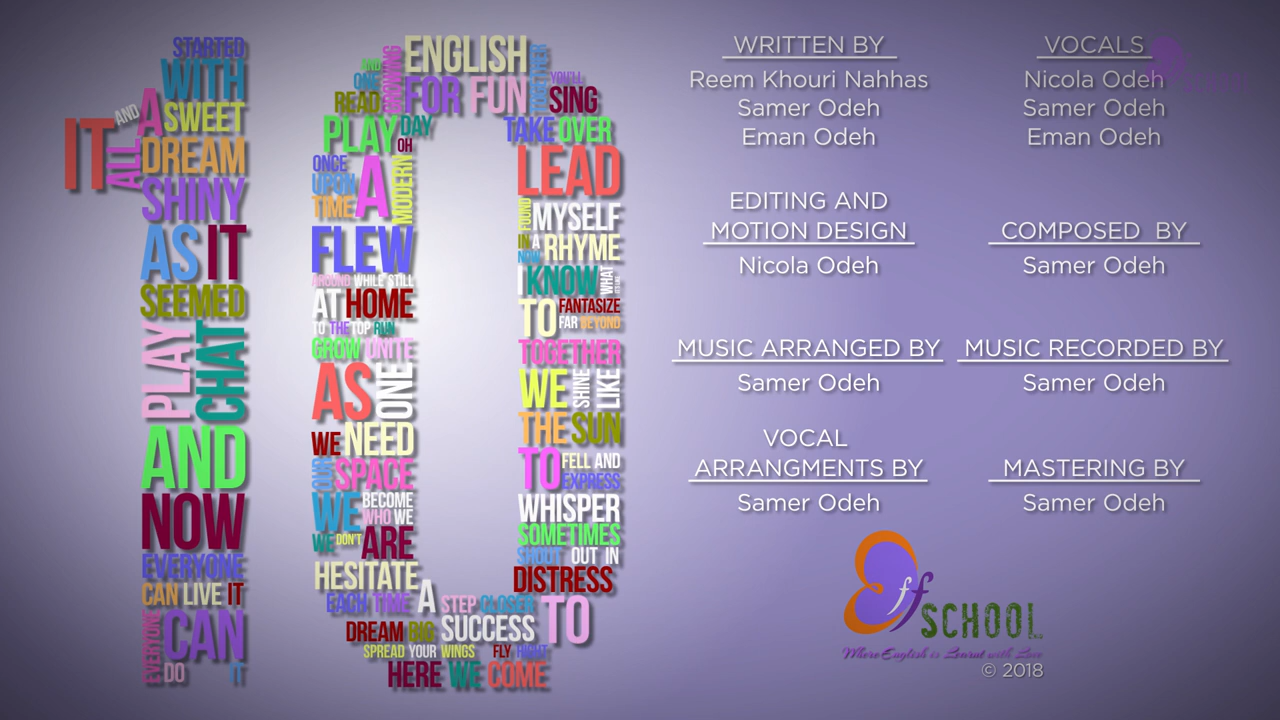 STARTED
WITH
AND
A SWEET
IT ALL DREAM
SHINY
AS IT
SEEMED
PLAY CHAT
AND
NOW
EVERYONE
CAN LIVE IT
EVERYONE CAN
DO IT
ENGLISH
AND
ONE GROWING TOGETHER YOU'LL
READ FOR FUN SING
PLAY DAY
OH
TAKE OVER
ONCE
UPON A MODERN
TIME
LEAD
FLEW
FOUND MYSELF
AROUND WHILE STILL
IN A RHYME
NOW
AT HOME
I KNOW WHAT
TO THE TOP RUN
TO FANTASIZE
FAR BEYOND
GROW UNITE
TOGETHER
AS ONE
WE SHINE LIKE
WE NEED
THE SUN
OUR SPACE
TO FELL AND
EXPRESS
WE BECOME
WHO WE
WHISPER
WE DON'T ARE
SOMETIMES
SHOUT OUT IN
HESITATE
DISTRESS
EACH TIME A STEP CLOSER TO
DREAM BIG SUCCESS
SPREAD YOUR WINGS FLY RIGHT
HERE WE COME
WRITTEN BY
Reem Khouri Nahhas
Samer Odeh
Eman Odeh
VOCALS
Nicola Odeh
Samer Odeh
Eman Odeh
EDITING AND
MOTION DESIGN
Nicola Odeh
COMPOSED BY
Samer Odeh
MUSIC ARRANGED BY
Samer Odeh
MUSIC RECORDED BY
Samer Odeh
VOCAL
ARRANGMENTS BY
Samer Odeh
MASTERING BY
Samer Odeh
Eff
SCHOOL
Where English is Learnt with Love
© 2018